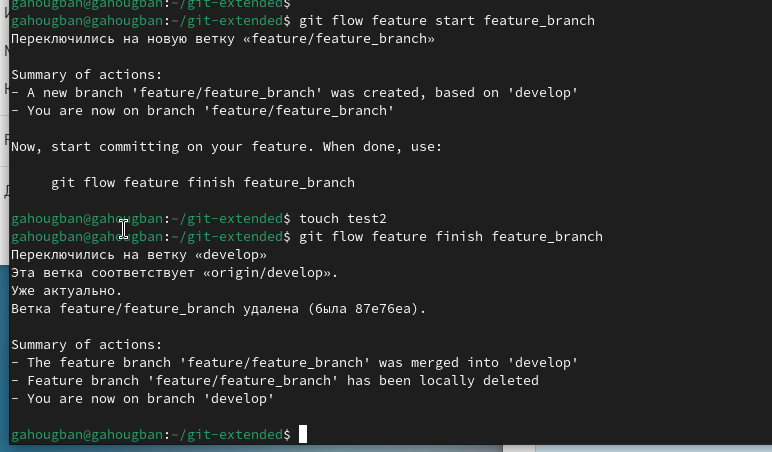 gahougban@gahougban:~/git-extended$
gahougban@gahougban:~/git-extended$ git flow feature start feature_branch
Переключились на новую ветку «feature/feature_branch»
Summary of actions:
- A new branch 'feature/feature_branch' was created, based on 'develop'
- You are now on branch 'feature/feature_branch'
Now, start committing on your feature. When done, use:
git flow feature finish feature_branch
gahougban@gahougban:~/git-extended$ touch test2
gahougban@gahougban:~/git-extended$ git flow feature finish feature_branch
Переключились на ветку «develop»
Эта ветка соответствует «origin/develop».
Уже актуально.
Ветка feature/feature_branch удалена (была 87e76ea).
Summary of actions:
- The feature branch 'feature/feature_branch' was merged into 'develop'
- Feature branch 'feature/feature_branch' has been locally deleted
- You are now on branch 'develop'
gahougban@gahougban:~/git-extended$